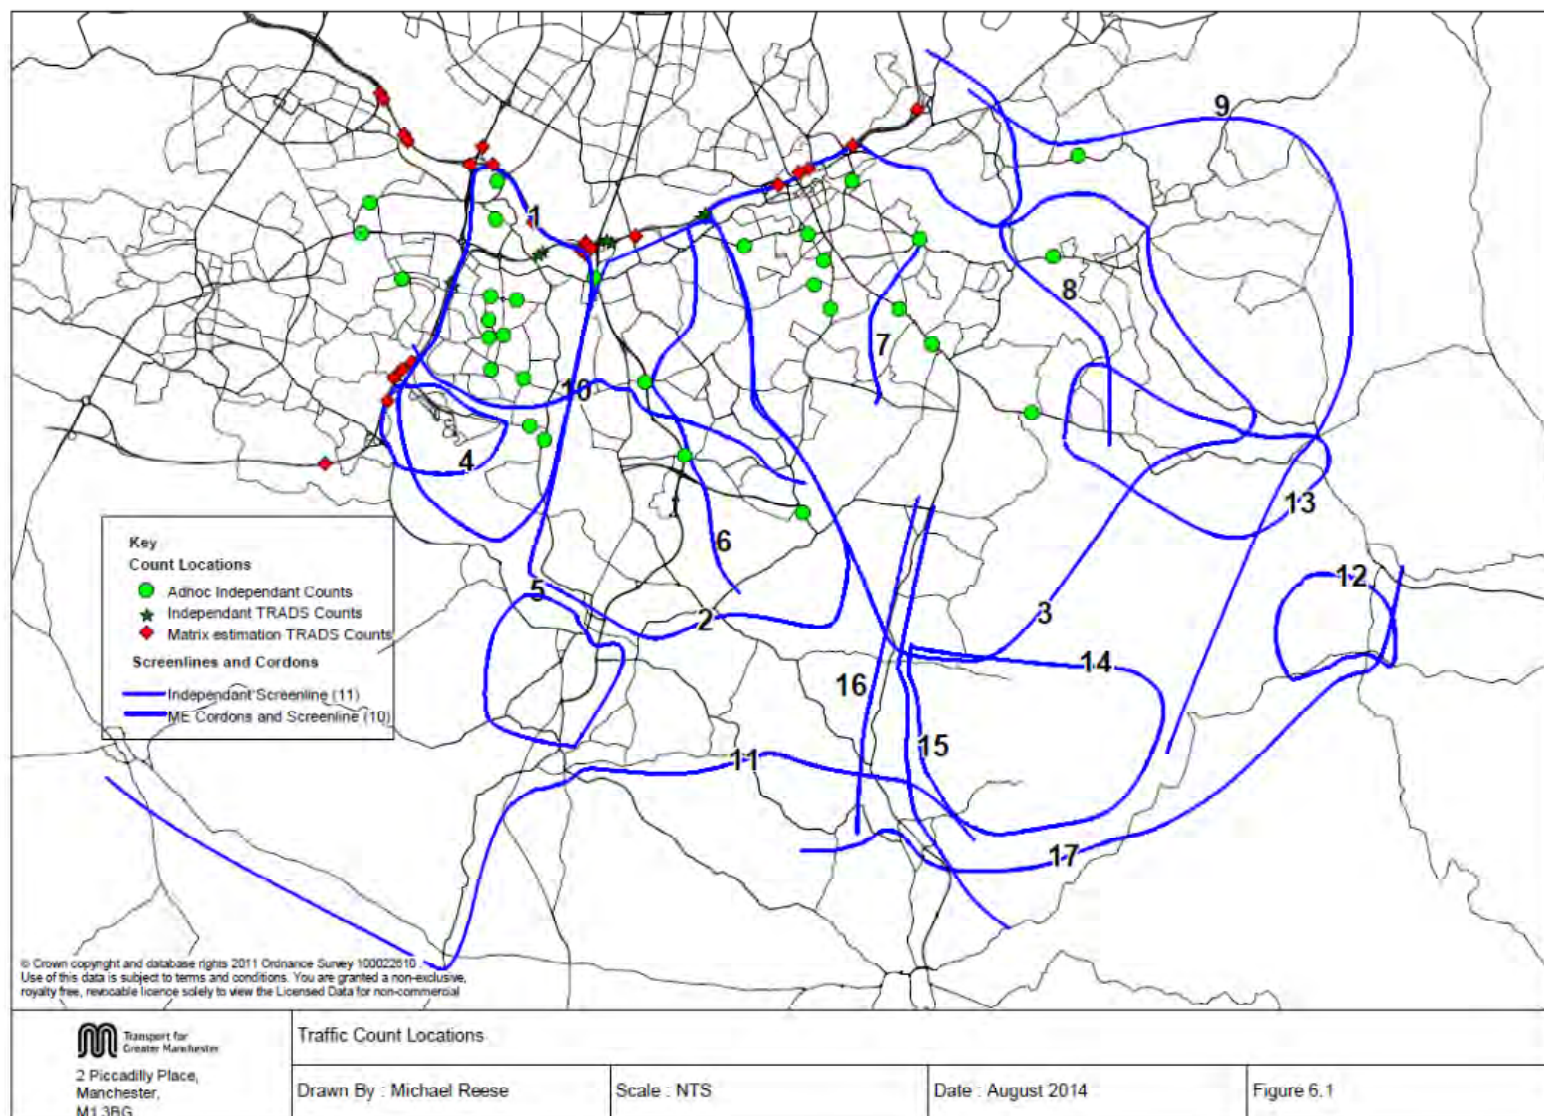 9
1
8
7
10
4
13
6
12
5
2
3
14
16
15
11
17
Key
Count Locations
Adhoc Independant Counts
Independant TRADS Counts
Matrix estimation TRADS Counts
Screenlines and Cordons
Independant Screenline (11)
ME Cordons and Screenline (10)
© Crown copyright and database rights 2011 Ordnance Survey 100022610 .
Use of this data is subject to terms and conditions. You are granted a non-exclusive,
royalty free, revocable licence solely to view the Licensed Data for non-commercial
Transport for
Greater Manchester
2 Piccadilly Place,
Manchester,
M1 3BG
Traffic Count Locations
Drawn By : Michael Reese
Scale : NTS
Date : August 2014
Figure 6.1